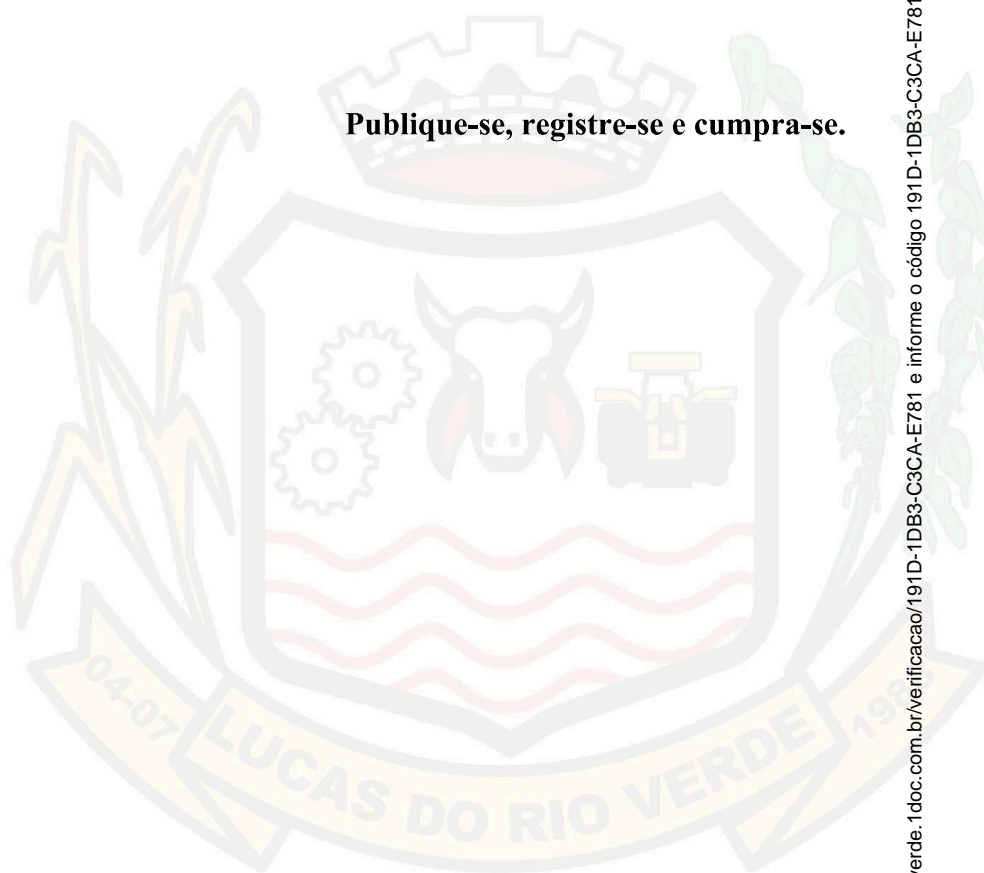 Publique-se, registre-se e cumpra-se.
04-07
LUCAS DO RIO VERDE
verde.1doc.com.br/verificacao/191D-1DB3-C3CA-E781 e informe o código 191D-1DB3-C3CA-E781